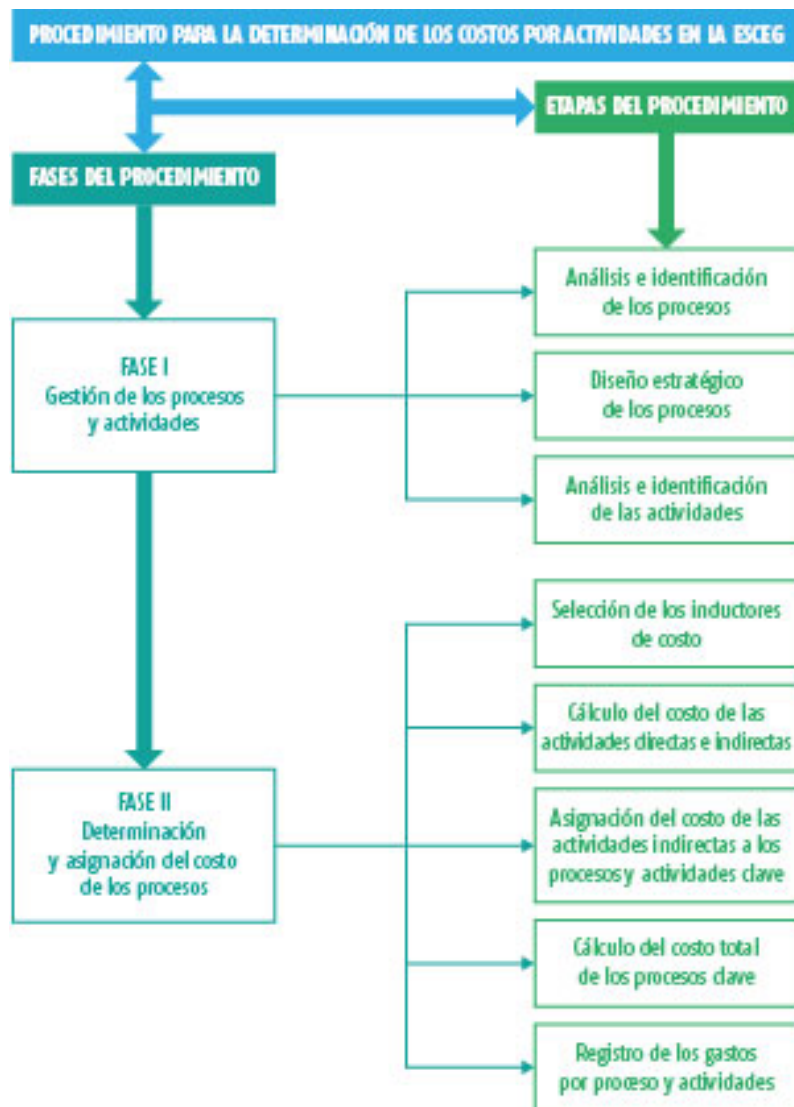 PROCEDIMIENTO PARA LA DETERMINACIÓN DE LOS COSTOS POR ACTIVIDADES EN LA ESCEG
ETAPAS DEL PROCEDIMIENTO
FASES DEL PROCEDIMIENTO
FASE I
Gestión de los procesos
y actividades
Análisis e identificación
de los procesos
Diseño estratégico
de los procesos
Análisis e identificación
de las actividades
FASE II
Determinación
y asignación del costo
de los procesos
Selección de los inductores
de costo
Cálculo del costo de las
actividades directas e indirectas
Asignación del costo de las
actividades indirectas a los
procesos y actividades clave
Cálculo del costo total
de los procesos clave
Registro de los gastos
por proceso y actividades